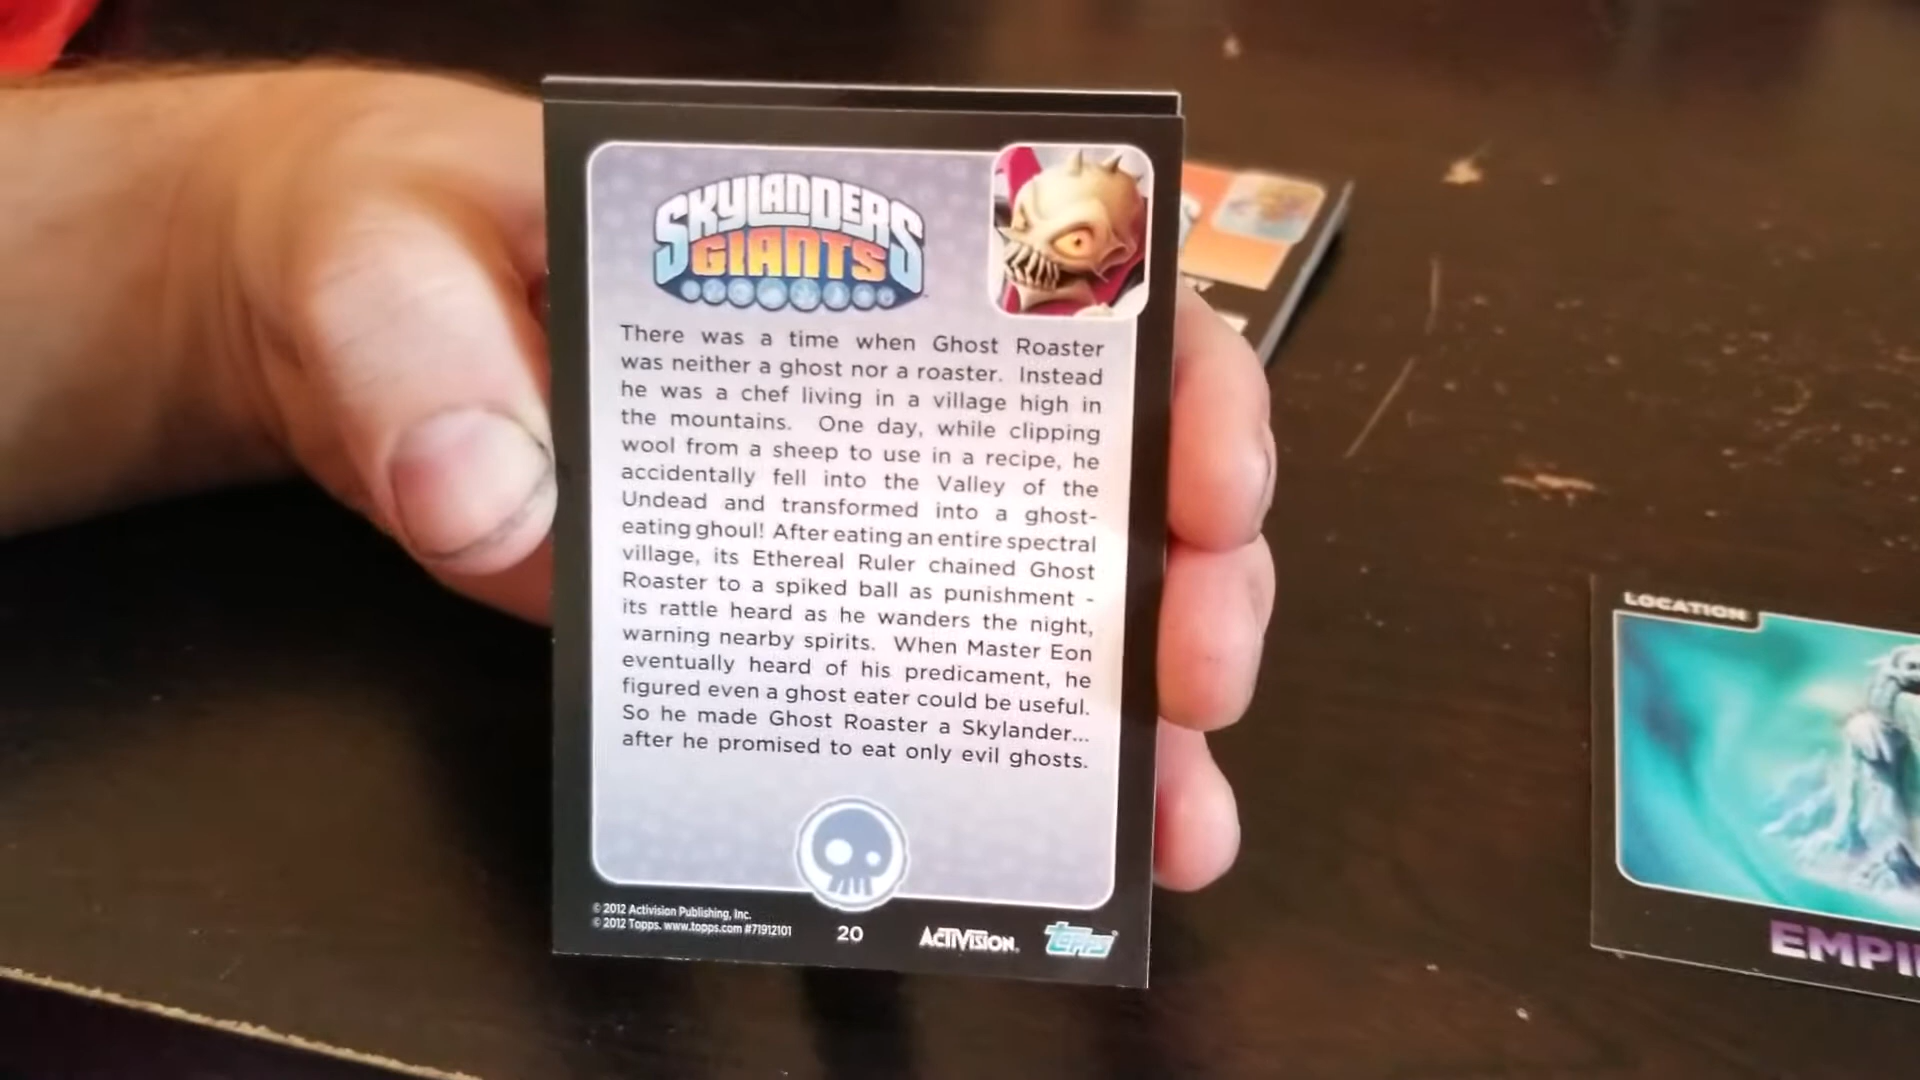 SKYLANDERS
GIANTS
There was a time when Ghost Roaster
was neither a ghost nor a roaster. Instead
he was a chef living in a village high in
the mountains. One day, while clipping
wool from a sheep to use in a recipe, he
accidentally fell into the Valley of the
Undead and transformed into a ghost-
eating ghoul! After eating an entire spectral
village, its Ethereal Ruler chained Ghost
Roaster to a spiked ball as punishment -
its rattle heard as he wanders the night,
warning nearby spirits. When Master Eon
eventually heard of his predicament, he
figured even a ghost eater could be useful.
So he made Ghost Roaster a Skylander...
after he promised to eat only evil ghosts.
© 2012 Activision Publishing, Inc.
© 2012 Topps. www.topps.com #71912101
20
ACTIVISION.
Topps
LOCATION